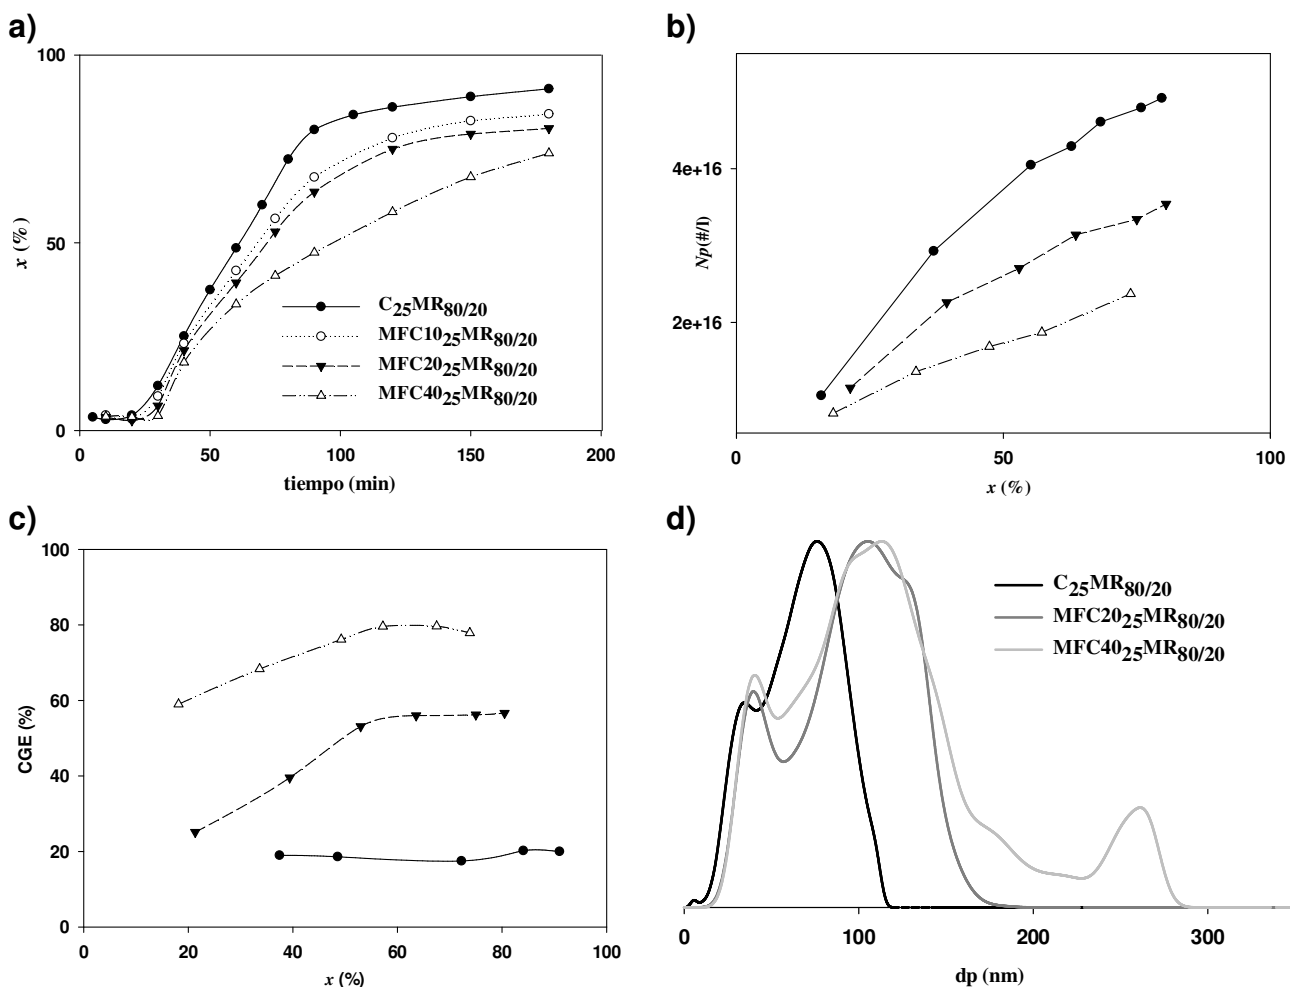 a)
100
50
0
x (%)
0 50 100 150 200
tiempo (min)
C25MR80/20
MFC1025MR80/20
MFC2025MR80/20
MFC4025MR80/20
b)
4e+16
2e+16
Np(#/l)
0 50 100
x (%)
c)
100
80
60
40
20
0
CGE (%)
0 20 40 60 80 100
x (%)
d)
C25MR80/20
MFC2025MR80/20
MFC4025MR80/20
0 100 200 300
dp (nm)